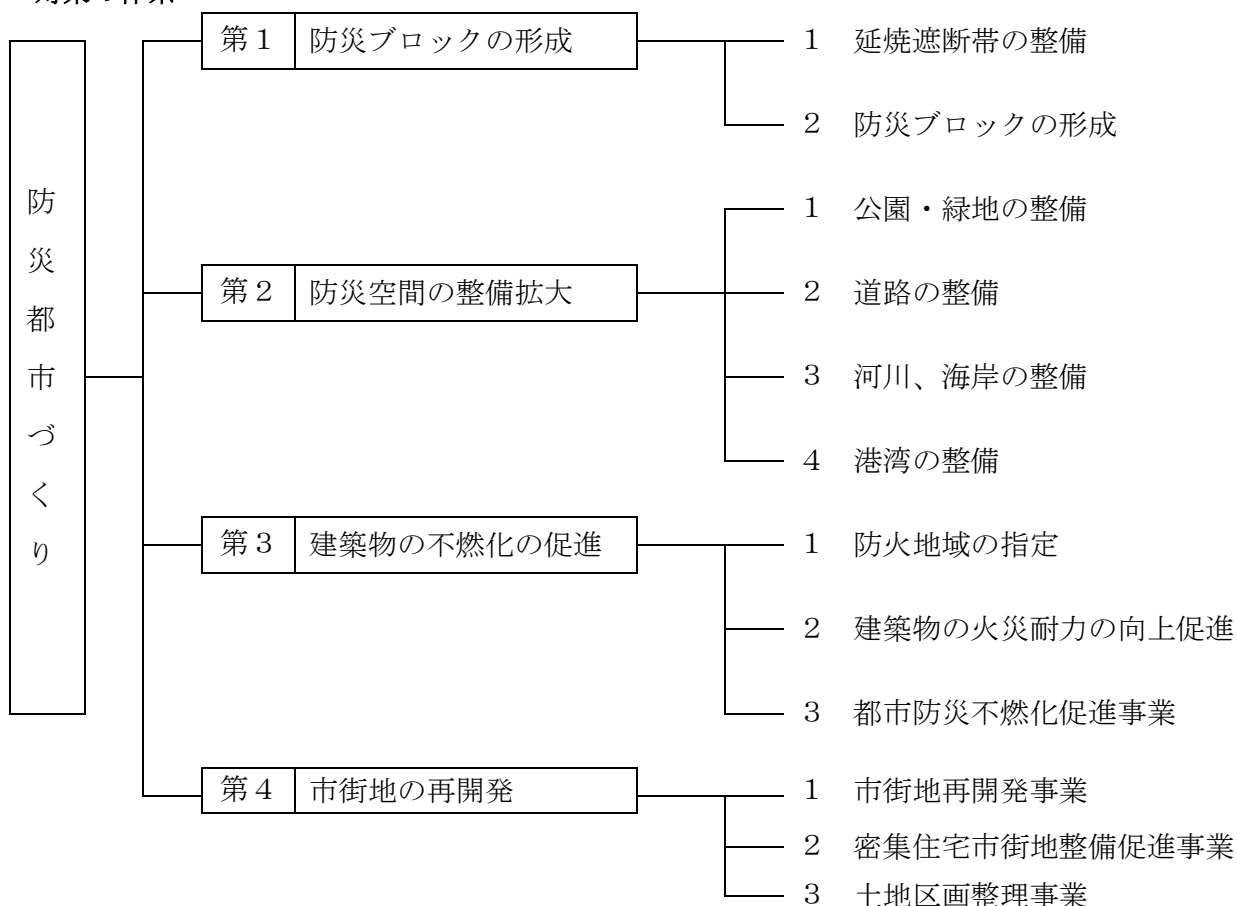 防災都市づくり
第１ 防災ブロックの形成
１ 延焼遮断帯の整備
２ 防災ブロックの形成
第２ 防災空間の整備拡大
１ 公園・緑地の整備
２ 道路の整備
３ 河川、海岸の整備
４ 港湾の整備
第３ 建築物の不燃化の促進
１ 防火地域の指定
２ 建築物の火災耐力の向上促進
３ 都市防災不燃化促進事業
第４ 市街地の再開発
１ 市街地再開発事業
２ 密集住宅市街地整備促進事業
３ 土地区画整理事業